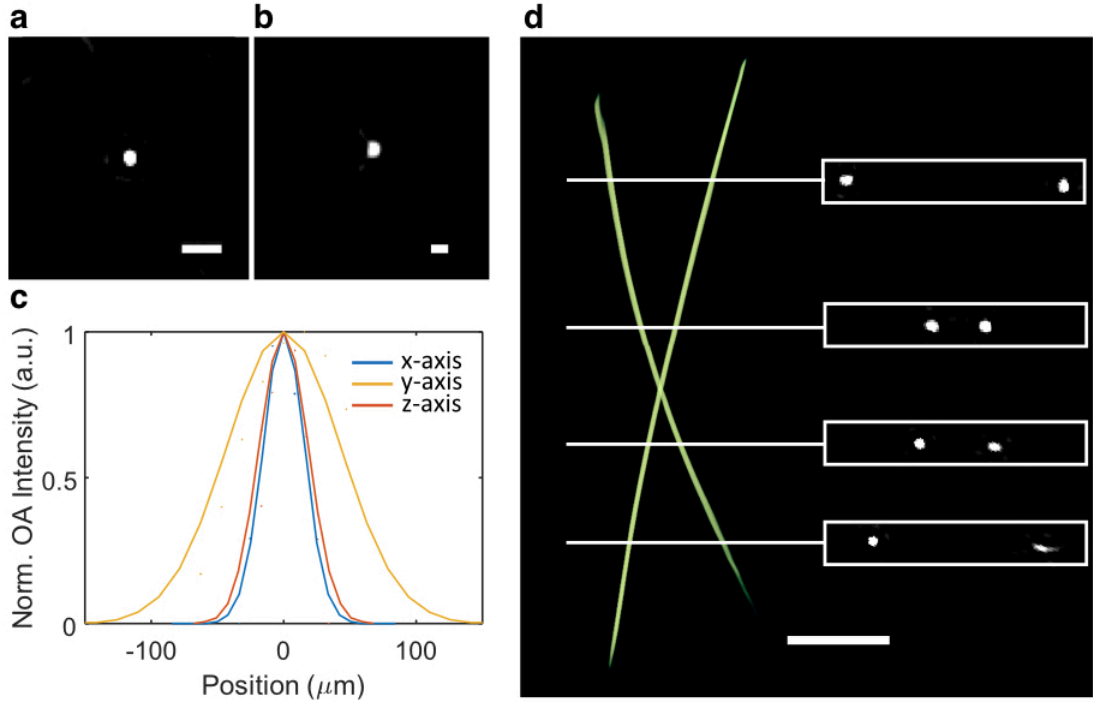 a
b
d
c
1
x-axis
y-axis
z-axis
0.5
0
Norm. OA Intensity (a.u.)
-100
0
100
Position (μm)